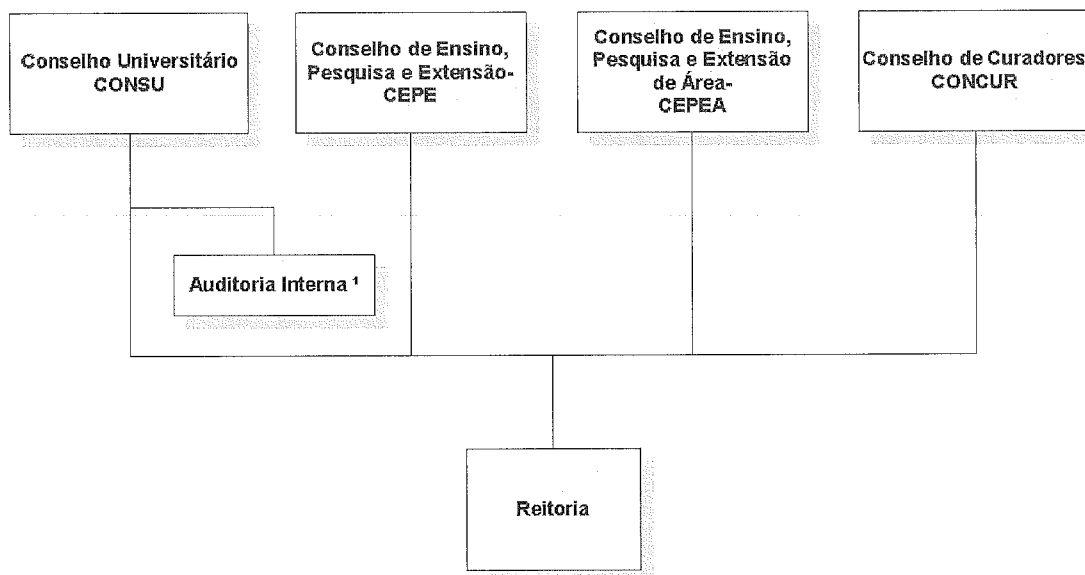 Conselho Universitário
CONSU
Conselho de Ensino,
Pesquisa e Extensão-
CEPE
Conselho de Ensino,
Pesquisa e Extensão
de Área-
CEPEA
Conselho de Curadores
CONCUR
Auditoria Interna ¹
Reitoria